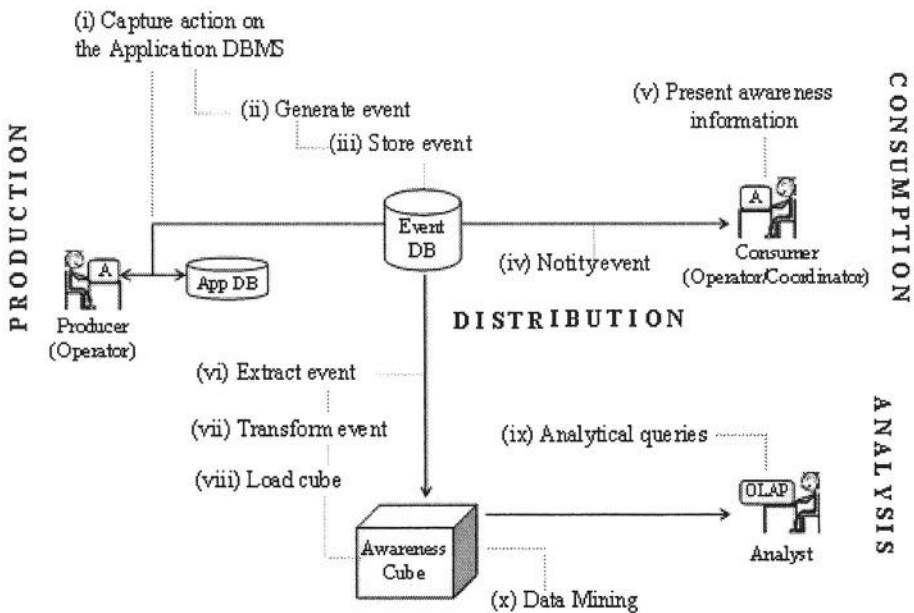 (i) Capture action on
the Application DBMS
(ii) Generate event
(iii) Store event
(v) Present awareness
information
PRODUCTION
CONSUMPTION
A
Event
DB
A
App DB
(iv) Notity event
Consumer
(Operator/Coordinator)
Producer
(Operator)
DISTRIBUTION
(vi) Extract event
(vii) Transform event
(viii) Load cube
(ix) Analytical queries
ANALYSIS
OLAP
Analyst
Awareness
Cube
(x) Data Mining